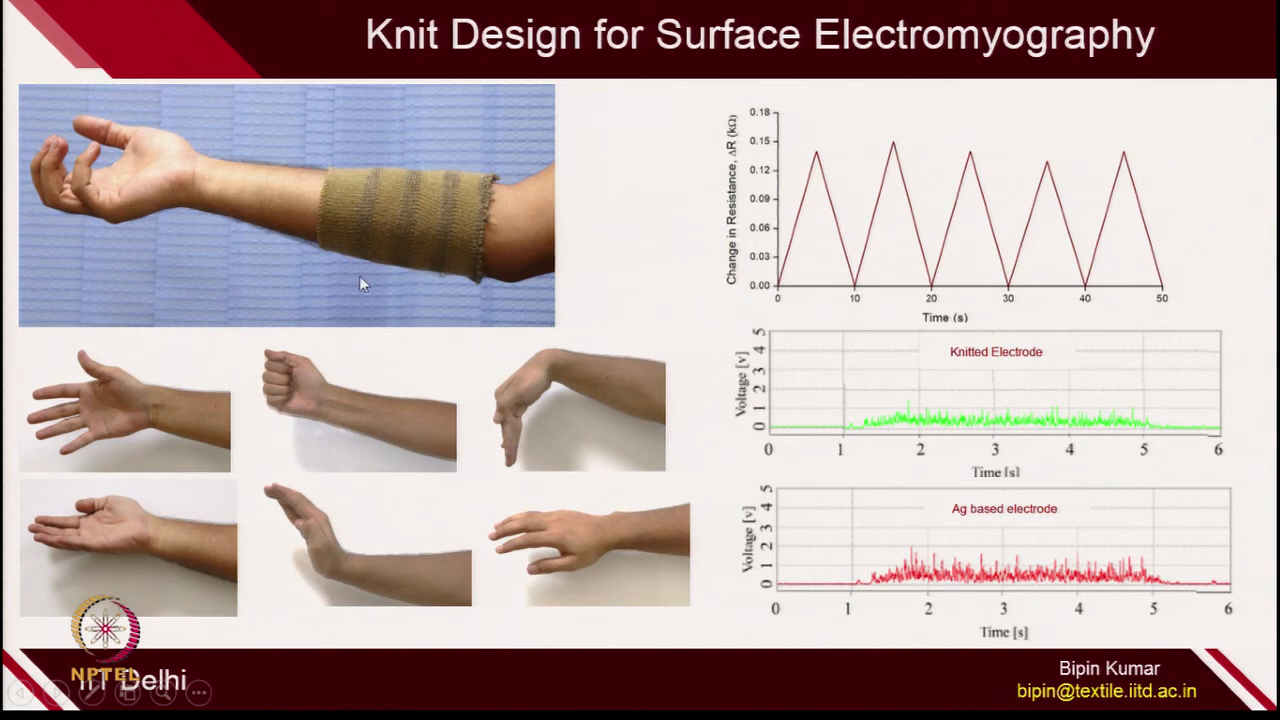 Knit Design for Surface Electromyography
Change in Resistance, ΔR (kΩ)
0.18
0.15
0.12
0.09
0.06
0.03
0.00
0 10 20 30 40 50
Time (s)
Knitted Electrode
Voltage [v]
5
4
3
2
1
0
0 1 2 3 4 5 6
Time [s]
Ag based electrode
Voltage [v]
5
4
3
2
1
0
0 1 2 3 4 5 6
Time [s]
NPTEL
IIT Delhi
Bipin Kumar
bipin@textile.iitd.ac.in